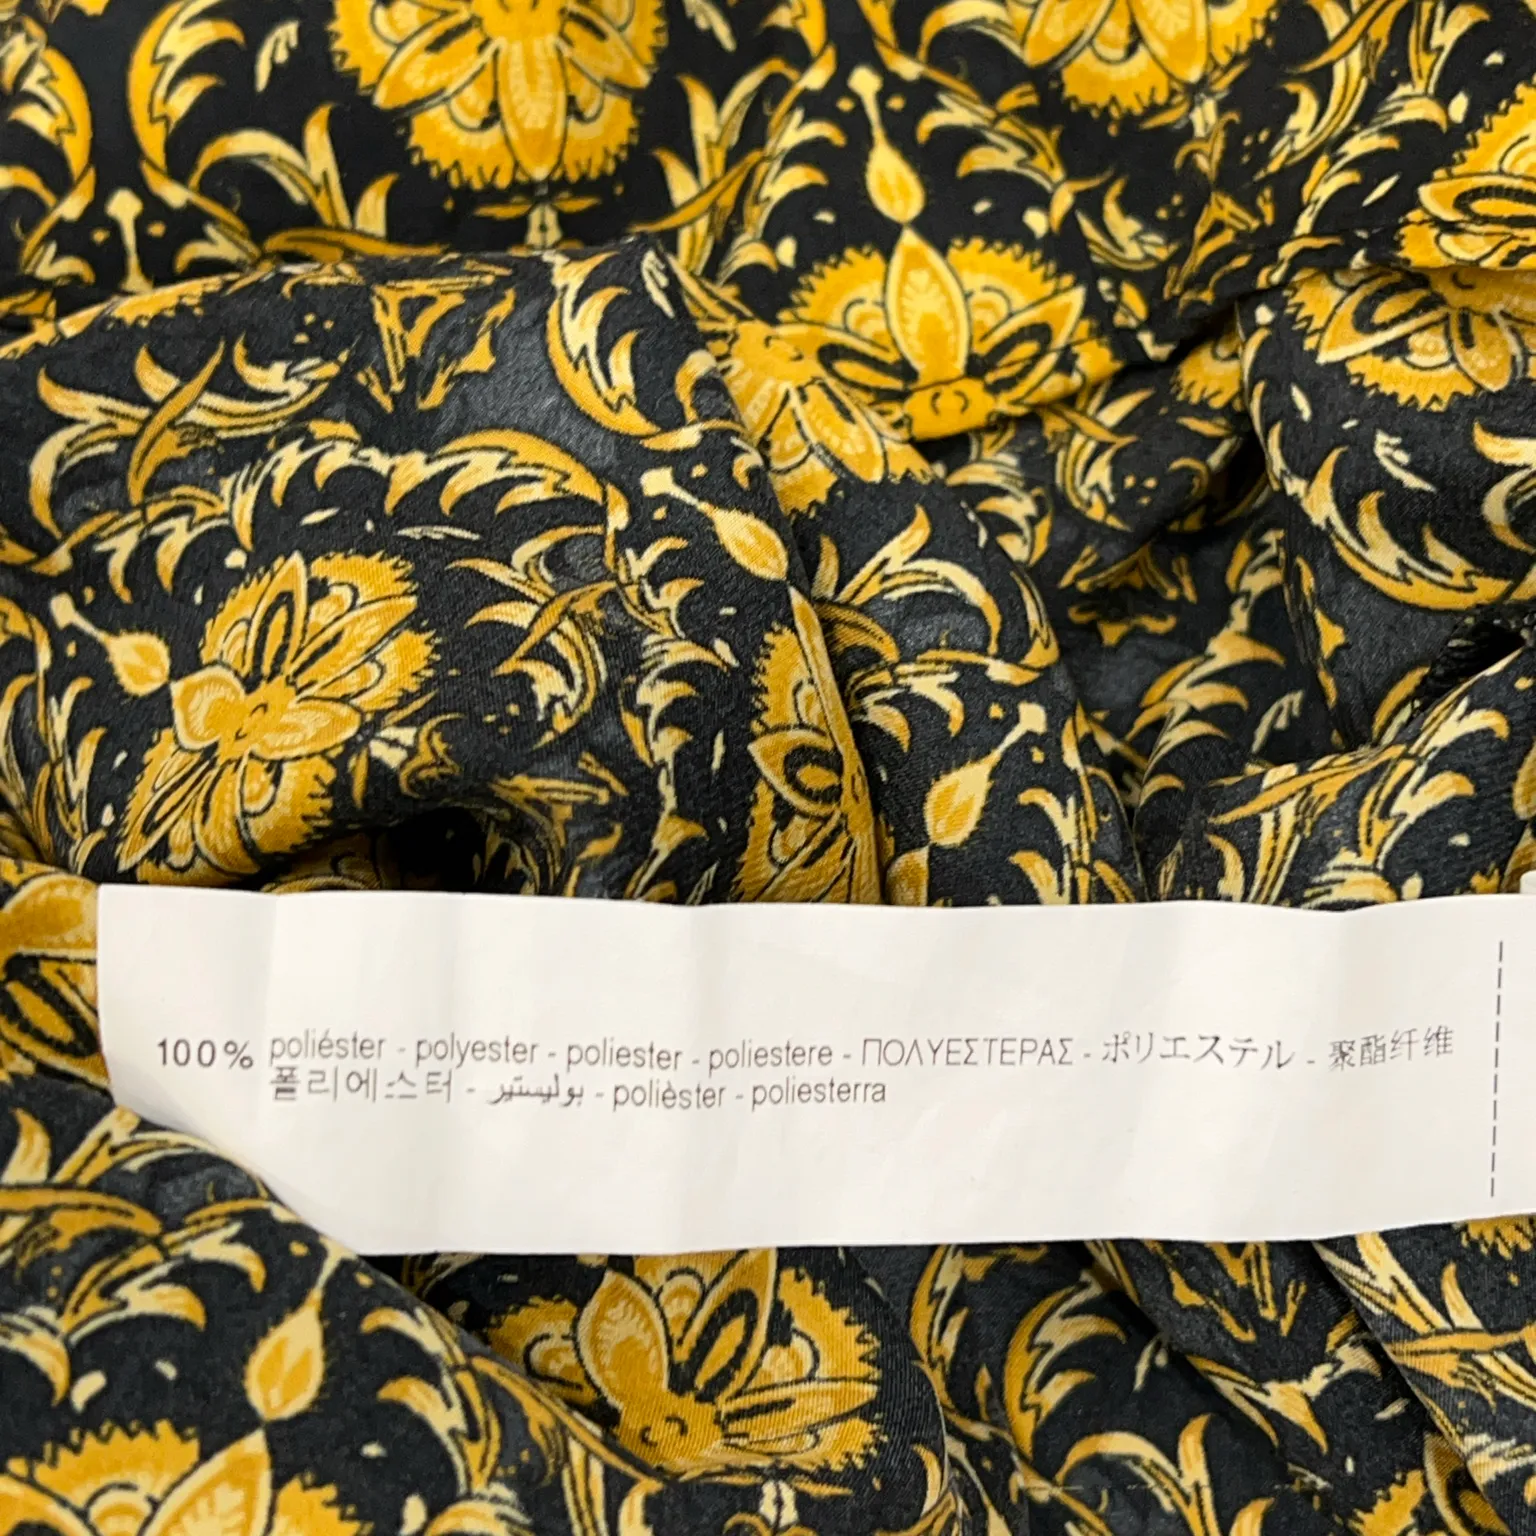 100% poliéster - polyester - poliester - poliestere - ΠΟΛΥΕΣΤΕΡΑΣ - ポリエステル - 聚酯纤维
폴리에스터 - بوليستير - polièster - poliesterra